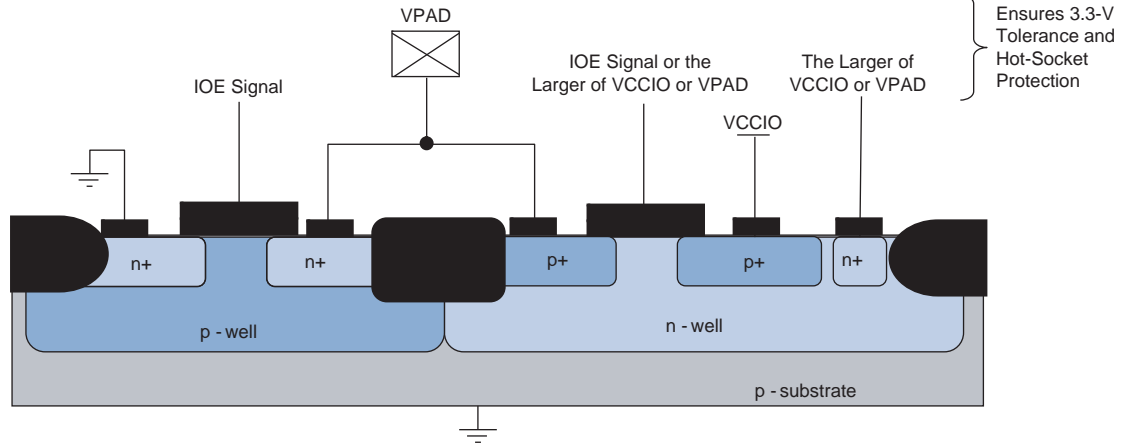 VPAD
Ensures 3.3-V
Tolerance and
Hot-Socket
Protection
IOE Signal
IOE Signal or the
Larger of VCCIO or VPAD
The Larger of
VCCIO or VPAD
VCCIO
n+
n+
p+
p+
n+
p - well
n - well
p - substrate